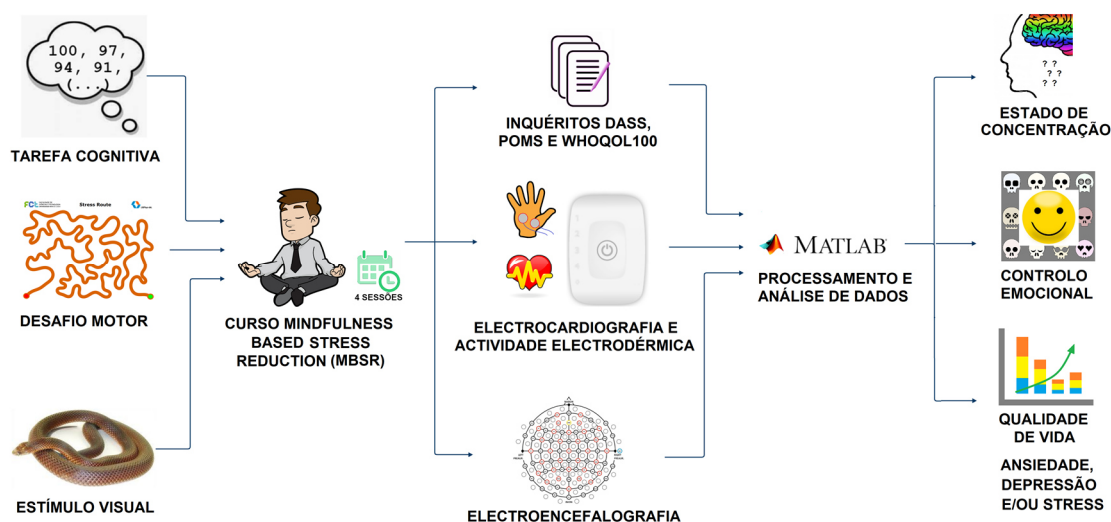 100, 97,
94, 91,
(...)
TAREFA COGNITIVA
FCt
Stress Route
DESAFIO MOTOR
ESTÍMULO VISUAL
4 SESSÕES
CURSO MINDFULNESS
BASED STRESS
REDUCTION (MBSR)
INQUÉRITOS DASS,
POMS E WHOQOL100
ELECTROCARDIOGRAFIA E
ACTIVIDADE ELECTRODÉRMICA
ELECTROENCEFALOGRAFIA
MATLAB
PROCESSAMENTO E
ANÁLISE DE DADOS
? ?
? ?
? ?
ESTADO DE
CONCENTRAÇÃO
CONTROLO
EMOCIONAL
QUALIDADE
DE VIDA
ANSIEDADE,
DEPRESSÃO
E/OU STRESS